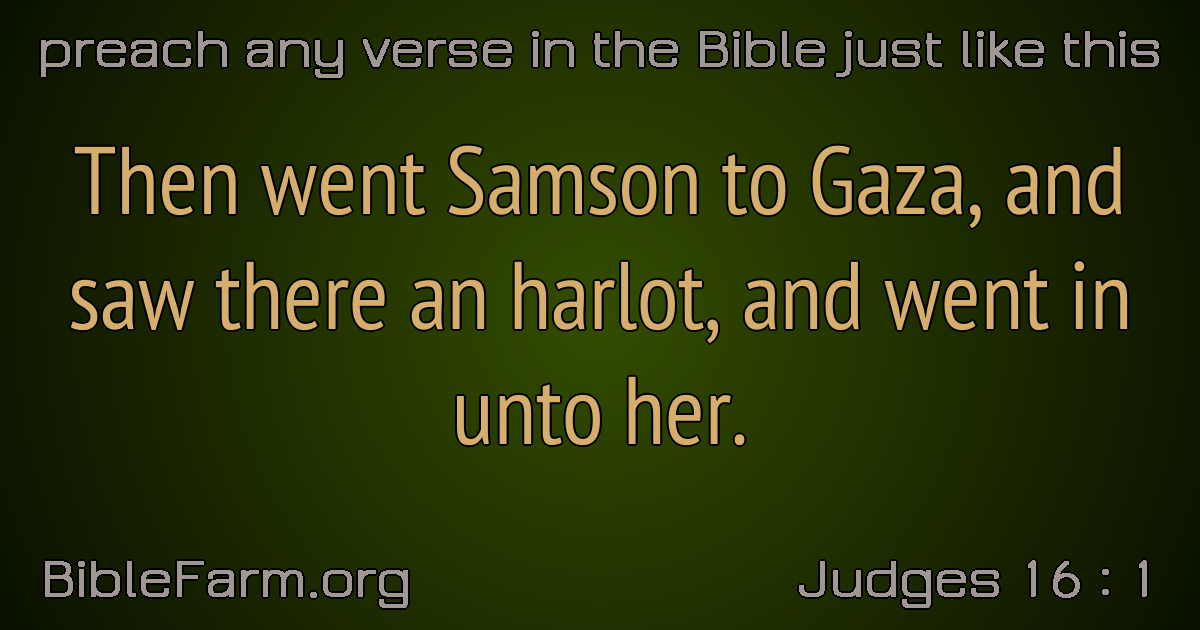 preach any verse in the Bible just like this
Then went Samson to Gaza, and
saw there an harlot, and went in
unto her.
BibleFarm.org
Judges 16 : 1